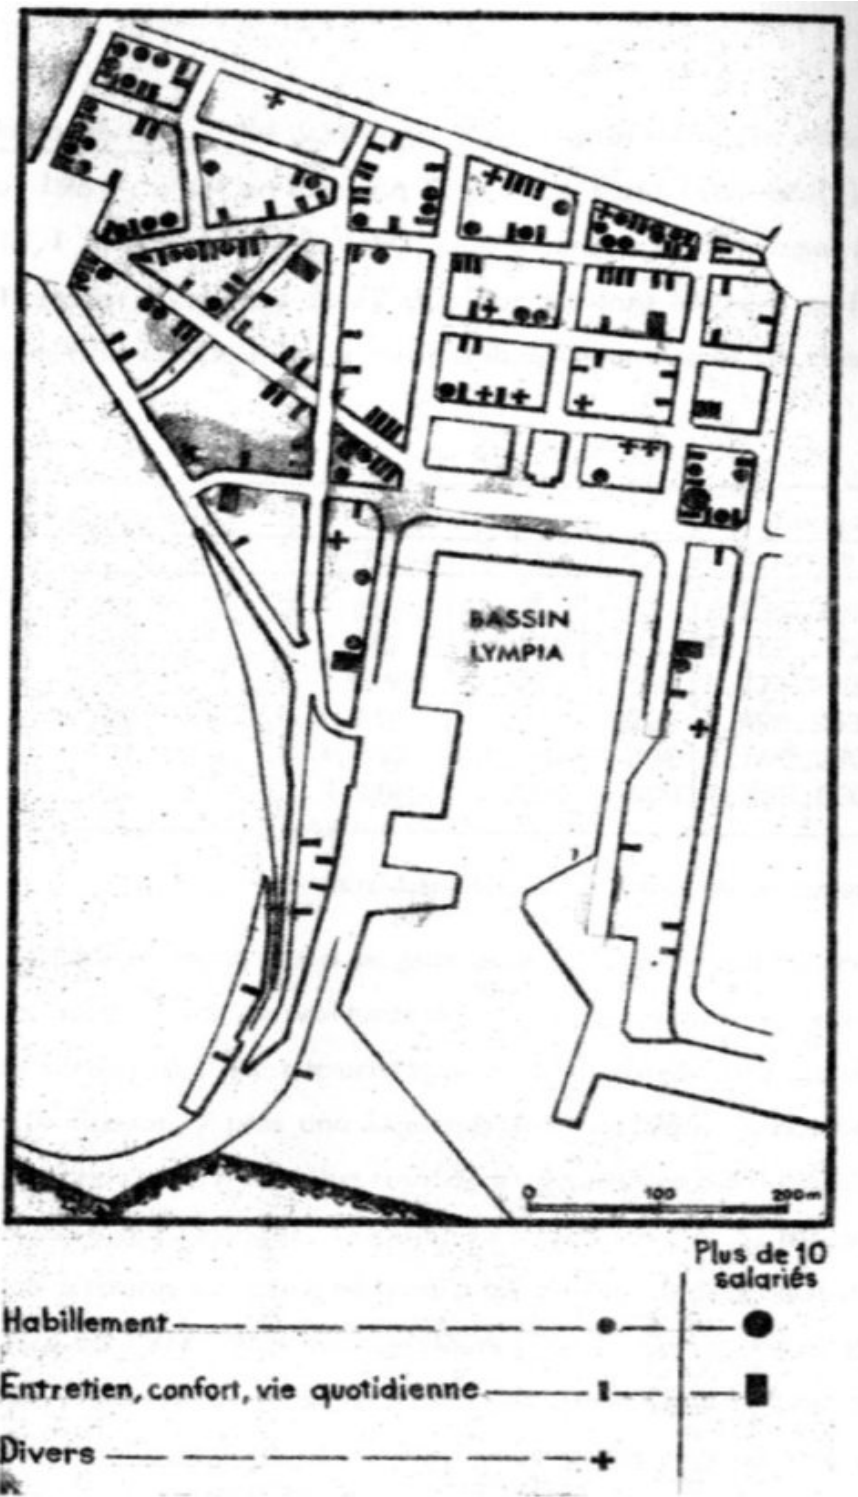 BASSIN
LYMPIA
?
0 100 200m
Plus de 10
salariés
Habillement
Entretien, confort, vie quotidienne
Divers